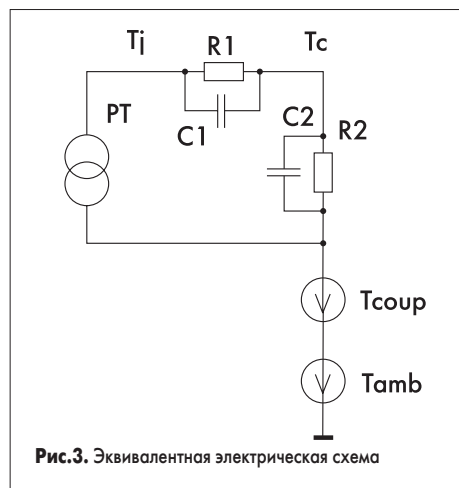 Tj
R1
Tc
PT
C1
C2
R2
Tcoup
Tamb
Рис.3. Эквивалентная электрическая схема